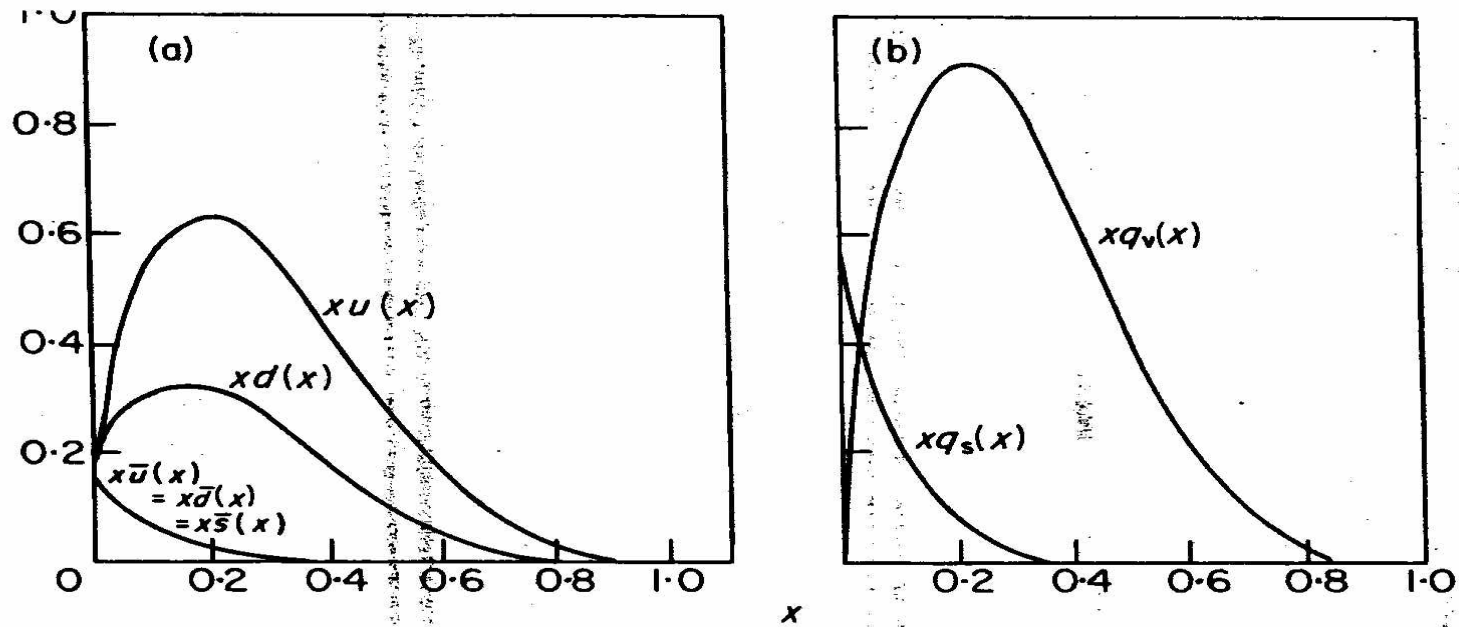 1·0
(a)
0·8
0·6
0·4
0·2
xu(x)
xd(x)
xū(x)
= xd̄(x)
= xs̄(x)
0
0·2
0·4
0·6
0·8
1·0
(b)
xqᵥ(x)
xqₛ(x)
0·2
0·4
0·6
0·8
1·0
x